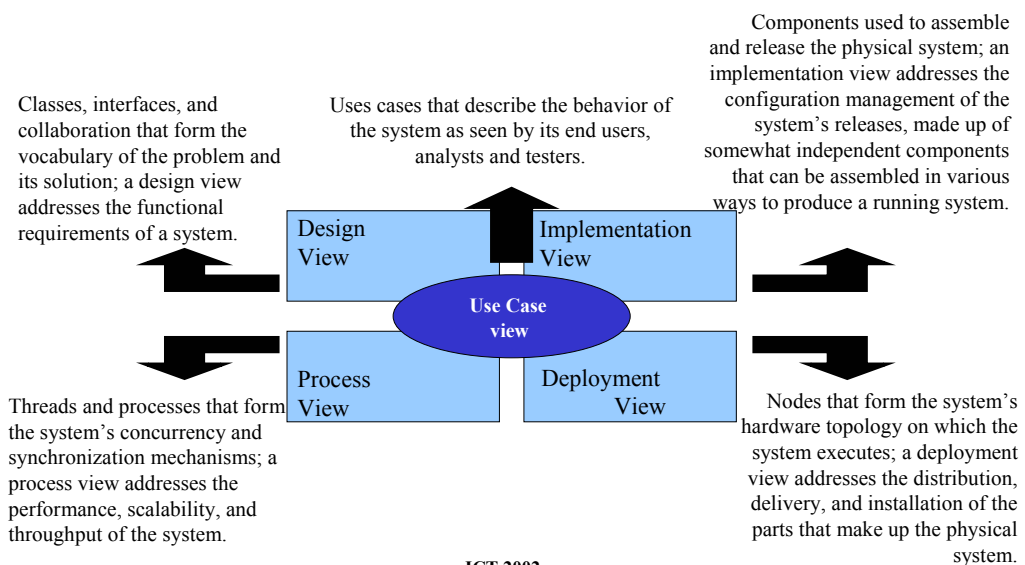 Components used to assemble
and release the physical system; an
implementation view addresses the
configuration management of the
system's releases, made up of
somewhat independent components
that can be assembled in various
ways to produce a running system.
Classes, interfaces, and
collaboration that form the
vocabulary of the problem and
its solution; a design view
addresses the functional
requirements of a system.
Uses cases that describe the behavior of
the system as seen by its end users,
analysts and testers.
Design
View
Implementation
View
Use Case
view
Process
View
Deployment
View
Threads and processes that form
the system's concurrency and
synchronization mechanisms; a
process view addresses the
performance, scalability, and
throughput of the system.
Nodes that form the system's
hardware topology on which the
system executes; a deployment
view addresses the distribution,
delivery, and installation of the
parts that make up the physical
system.